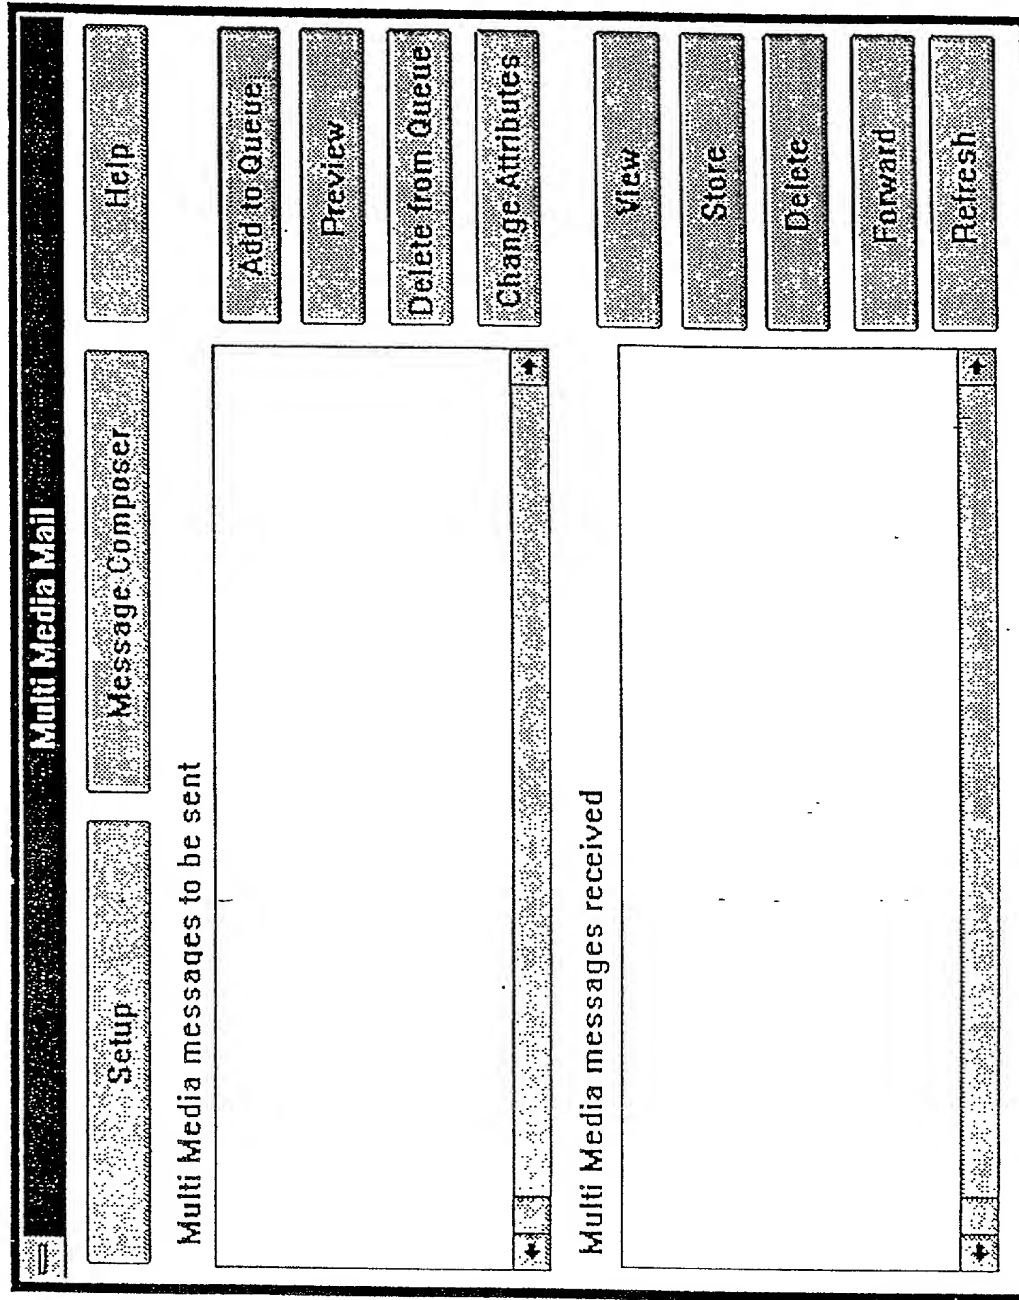 Multi Media Mail
Setup
Message Composer
Help
Multi Media messages to be sent
Add to Queue
Preview
Delete from Queue
Change Attributes
Multi Media messages received
View
Store
Delete
Forward
Refresh